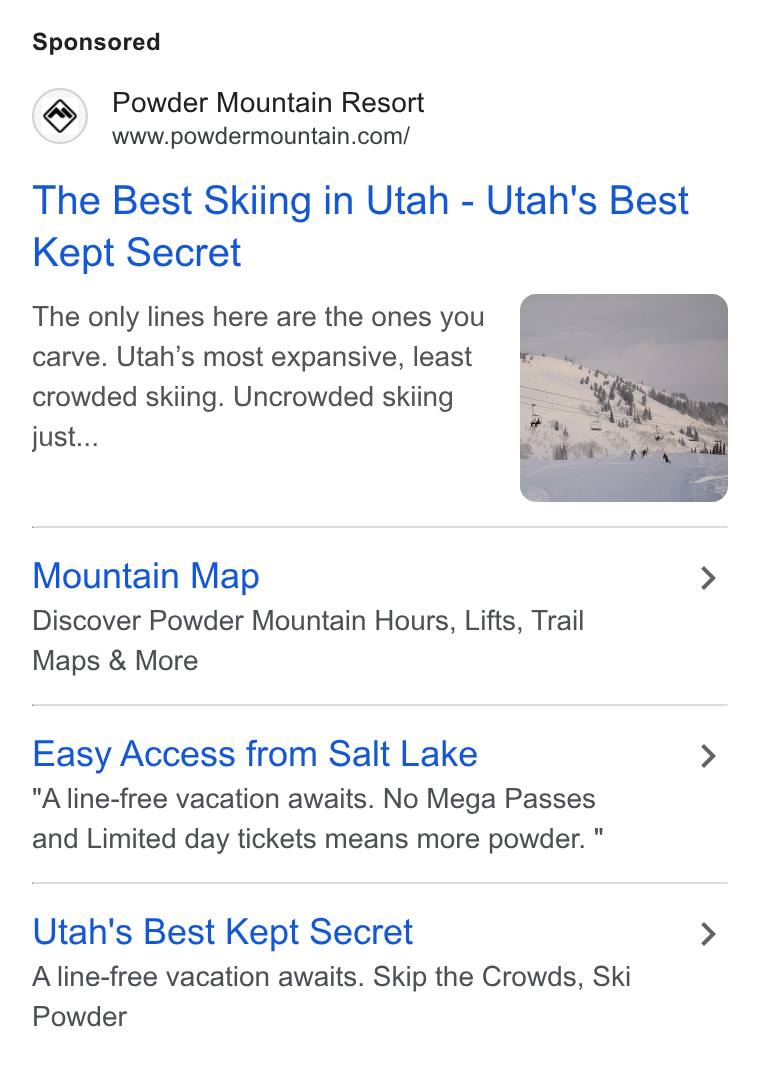 Sponsored
Powder Mountain Resort
www.powdermountain.com/
The Best Skiing in Utah - Utah's Best
Kept Secret
The only lines here are the ones you
carve. Utah’s most expansive, least
crowded skiing. Uncrowded skiing
just...
Mountain Map
Discover Powder Mountain Hours, Lifts, Trail
Maps & More
Easy Access from Salt Lake
"A line-free vacation awaits. No Mega Passes
and Limited day tickets means more powder. "
Utah's Best Kept Secret
A line-free vacation awaits. Skip the Crowds, Ski
Powder